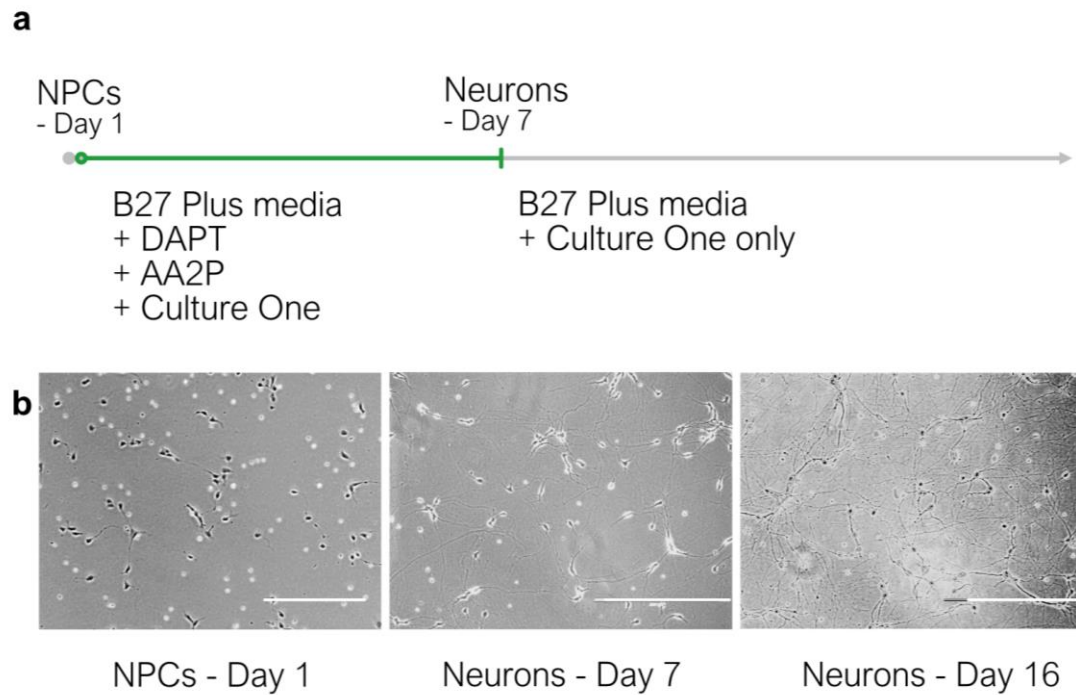 a
NPCs
- Day 1
Neurons
- Day 7
B27 Plus media
+ DAPT
+ AA2P
+ Culture One
B27 Plus media
+ Culture One only
b
NPCs - Day 1
Neurons - Day 7
Neurons - Day 16